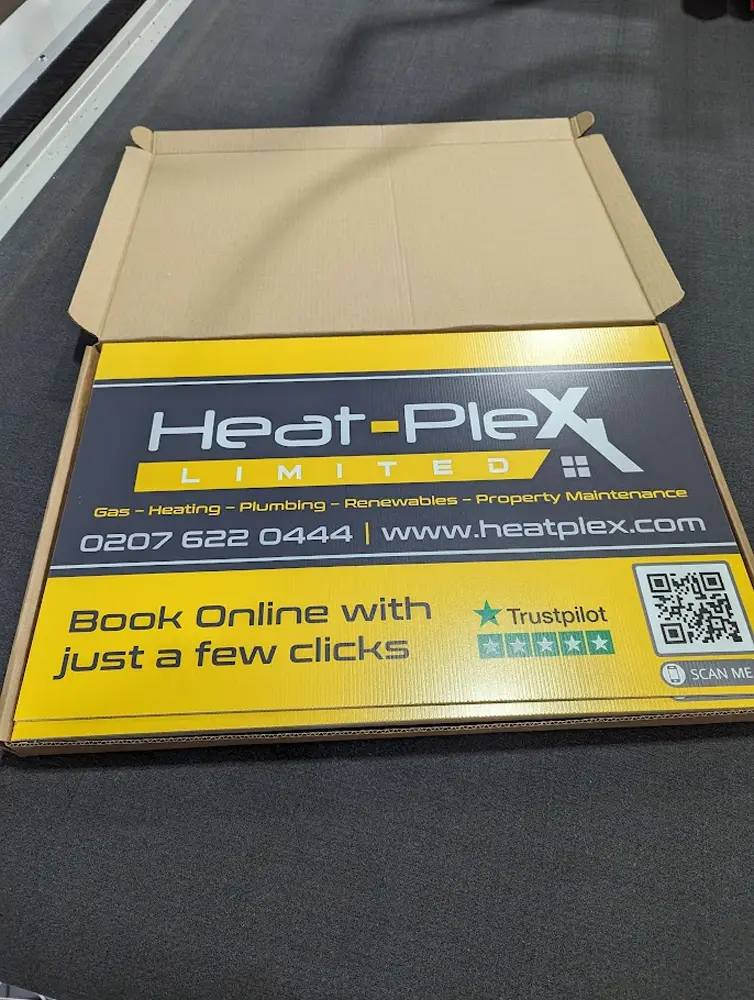 Heat-Plex
LIMITED
Gas - Heating - Plumbing - Renewables - Property Maintenance
0207 622 0444 | www.heatplex.com
Book Online with
just a few clicks
Trustpilot
SCAN ME